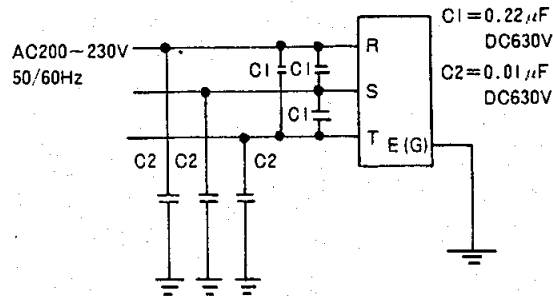 AC200~230V
50/60Hz
C1 C1
C1
C2 C2 C2
R
S
T E(G)
C1=0.22μF
DC630V
C2=0.01μF
DC630V